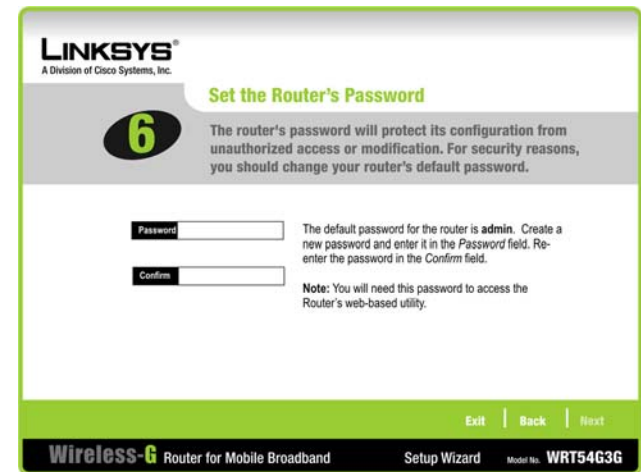 LINKSYS®
A Division of Cisco Systems, Inc.
Set the Router's Password
6
The router's password will protect its configuration from
unauthorized access or modification. For security reasons,
you should change your router's default password.
Password
The default password for the router is admin. Create a
new password and enter it in the Password field. Re-
enter the password in the Confirm field.
Confirm
Note: You will need this password to access the
Router's web-based utility.
Exit | Back | Next
Wireless-G Router for Mobile Broadband Setup Wizard Model No. WRT54G3G